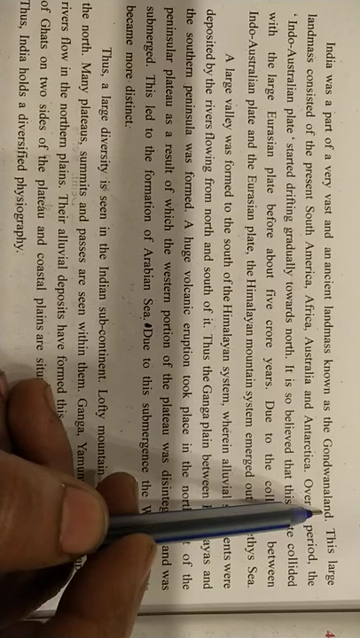 India was a part of a very vast and an ancient landmass known as the Gondwanaland. This large
landmass consisted of the present South America, Africa, Australia and Antarctica. Over period, the
'Indo-Australian plate' started drifting gradually towards north. It is so believed that this collided
with the large Eurasian plate before about five crore years. Due to the between
Indo-Australian plate and the Eurasian plate, the Himalayan mountain system emerged Sea.
A large valley was formed to the south of the Himalayan system, wherein alluvial were
deposited by the rivers flowing from north and south of it. Thus the Ganga plain between and
the southern peninsula was formed. A huge volcanic eruption took place in the of the
peninsular plateau as a result of which the western portion of the plateau was and was
submerged. This led to the formation of Arabian Sea. Due to this submergence the
became more distinct.
Thus, a large diversity is seen in the Indian sub-continent. Lofty
the north. Many plateaus, summits and passes are seen within them. Ganga,
rivers flow in the northern plains. Their alluvial deposits have formed
of Ghats on two sides of the plateau and coastal plains are
Thus, India holds a diversified physiography.
4